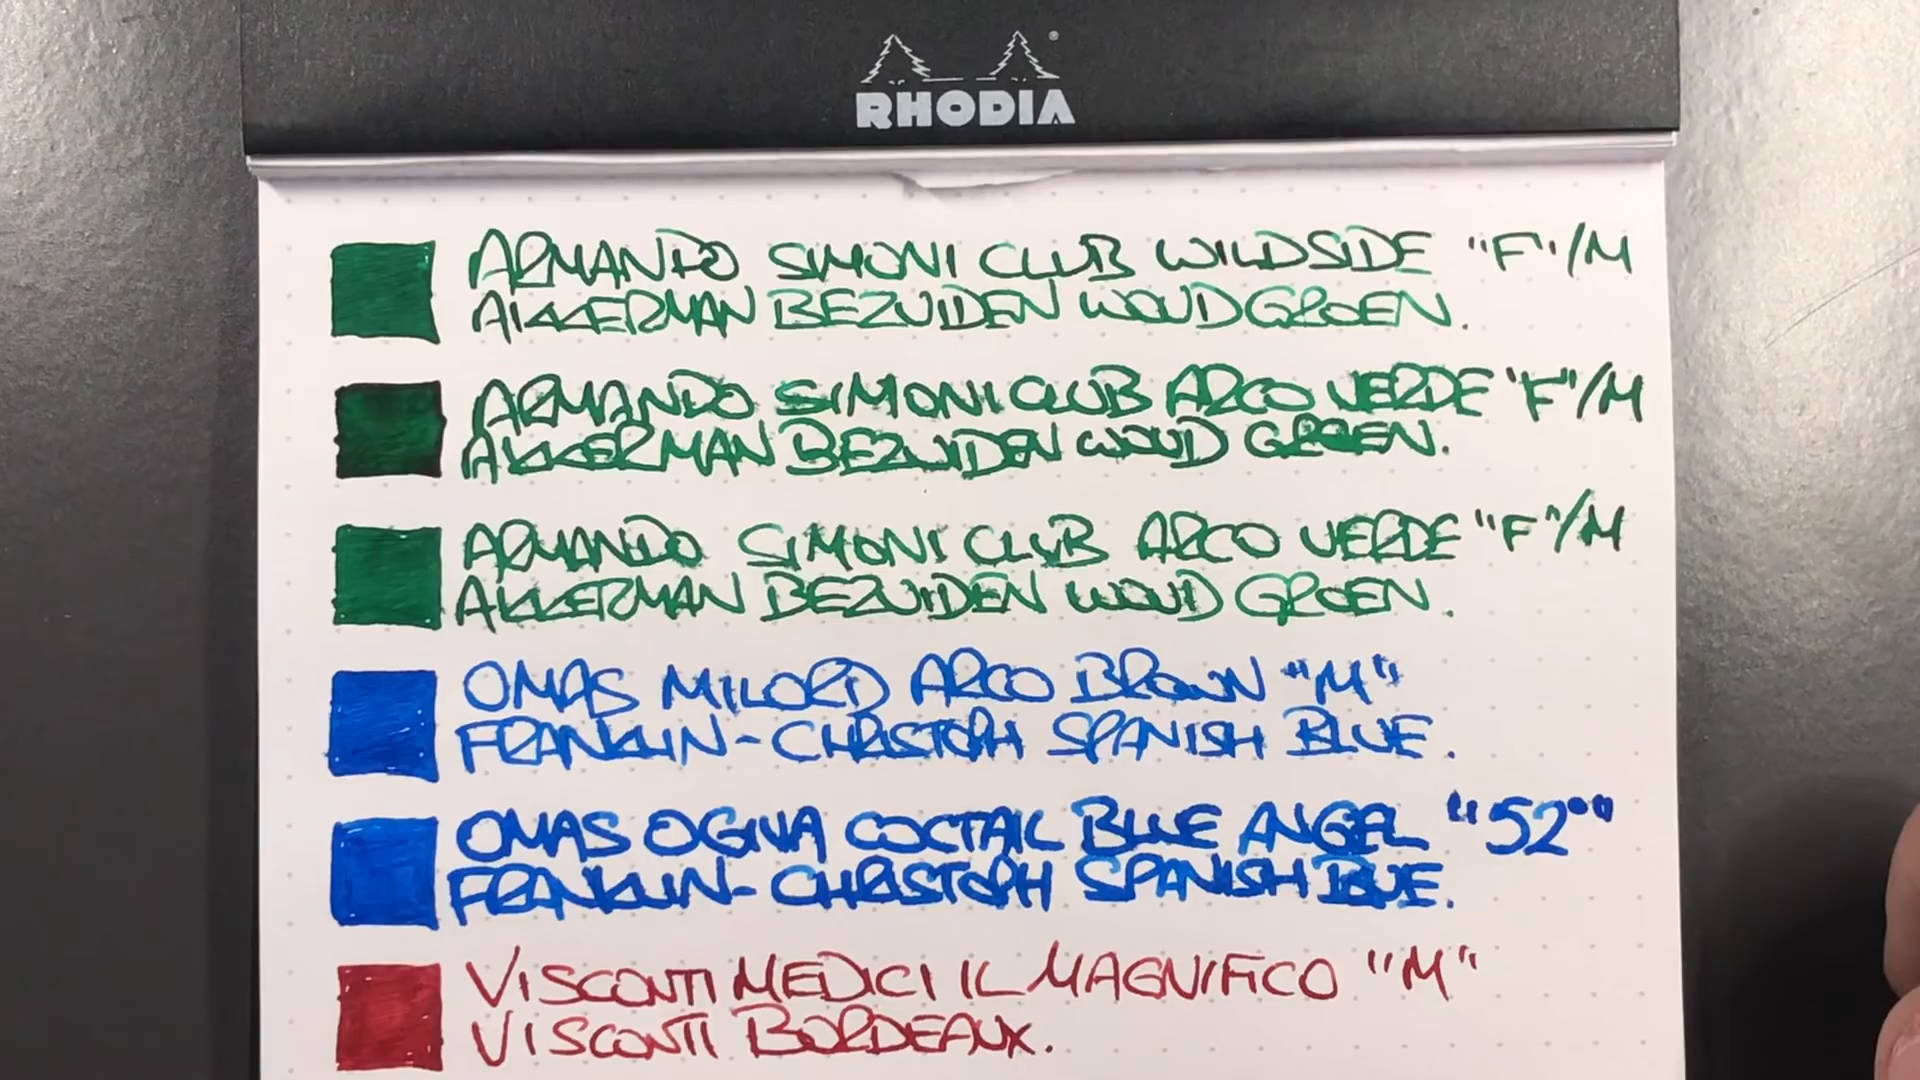 RHODIA
ARMANDO SIMONI CLUB WILDSIDE "F"/M
AKKERMAN BEZUIDEN WOUD GROEN.
ARMANDO SIMONI CLUB ARCO VERDE "F"/M
AKKERMAN BEZUIDEN WOUD GROEN.
ARMANDO SIMONI CLUB ARCO VERDE "F"/M
AKKERMAN BEZUIDEN WOUD GROEN.
OMAS MILORD ARCO BROWN "M"
FRANKLIN-CHRISTOPH SPANISH BLUE.
OMAS OGIVA COCTAIL BLUE ANGEL "52°"
FRANKLIN-CHRISTOPH SPANISH BLUE.
VISCONTI MEDICI IL MAGNIFICO "M"
VISCONTI BORDEAUX.